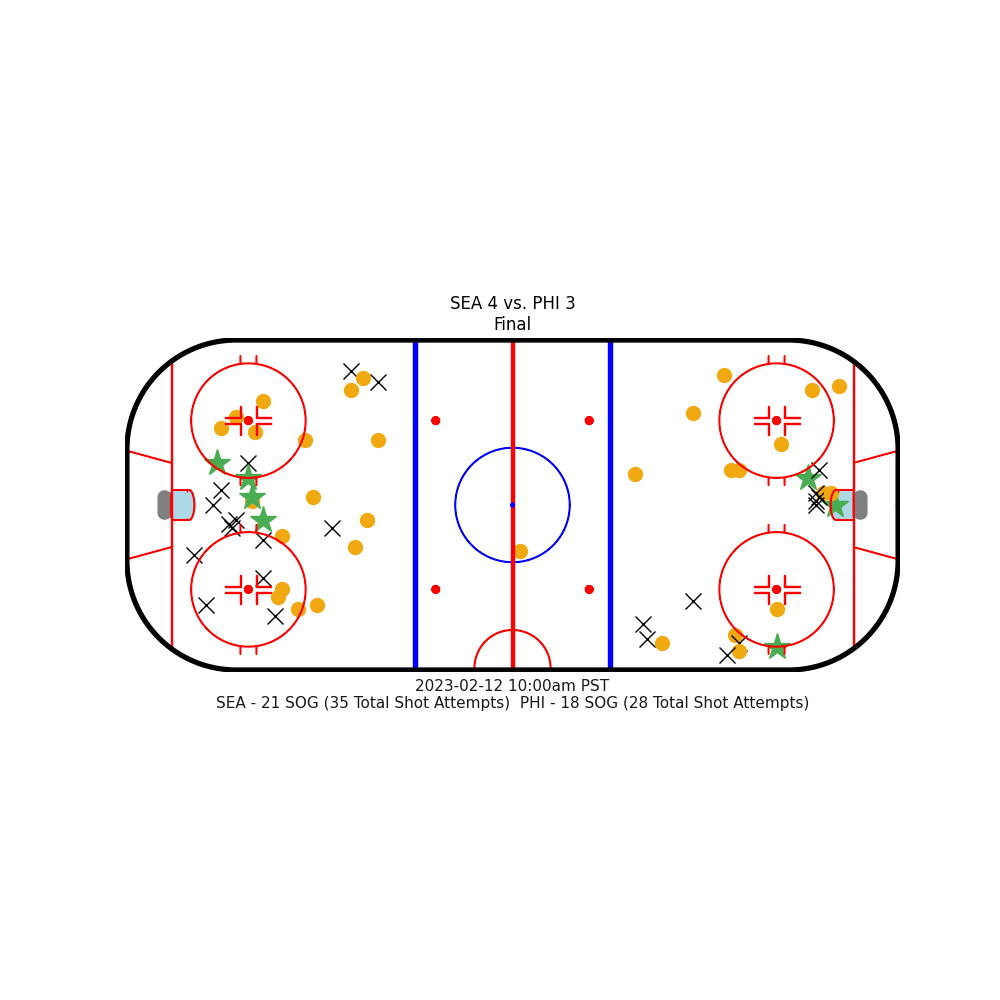 SEA 4 vs. PHI 3
Final
2023-02-12 10:00am PST
SEA - 21 SOG (35 Total Shot Attempts)  PHI - 18 SOG (28 Total Shot Attempts)